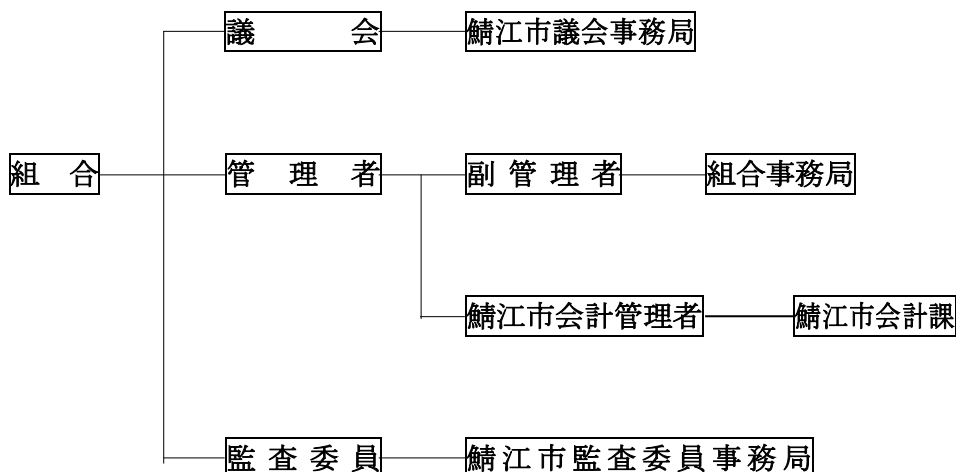 議会 鯖江市議会事務局
組合 管理者 副管理者 組合事務局
鯖江市会計管理者 鯖江市会計課
監査委員 鯖江市監査委員事務局